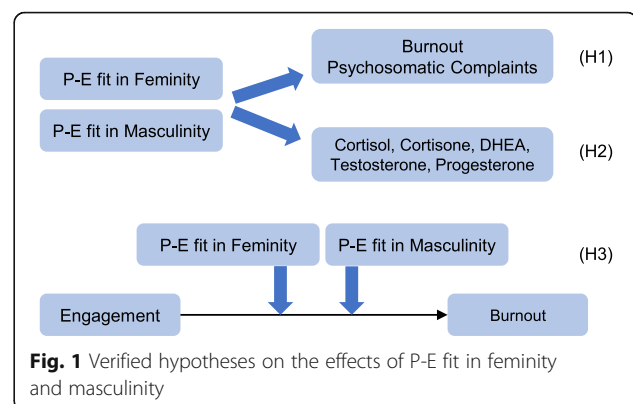 Burnout
Psychosomatic Complaints
(H1)
P-E fit in Feminity
P-E fit in Masculinity
Cortisol, Cortisone, DHEA,
Testosterone, Progesterone
(H2)
P-E fit in Feminity
P-E fit in Masculinity
(H3)
Engagement
Burnout
Fig. 1 Verified hypotheses on the effects of P-E fit in feminity
and masculinity